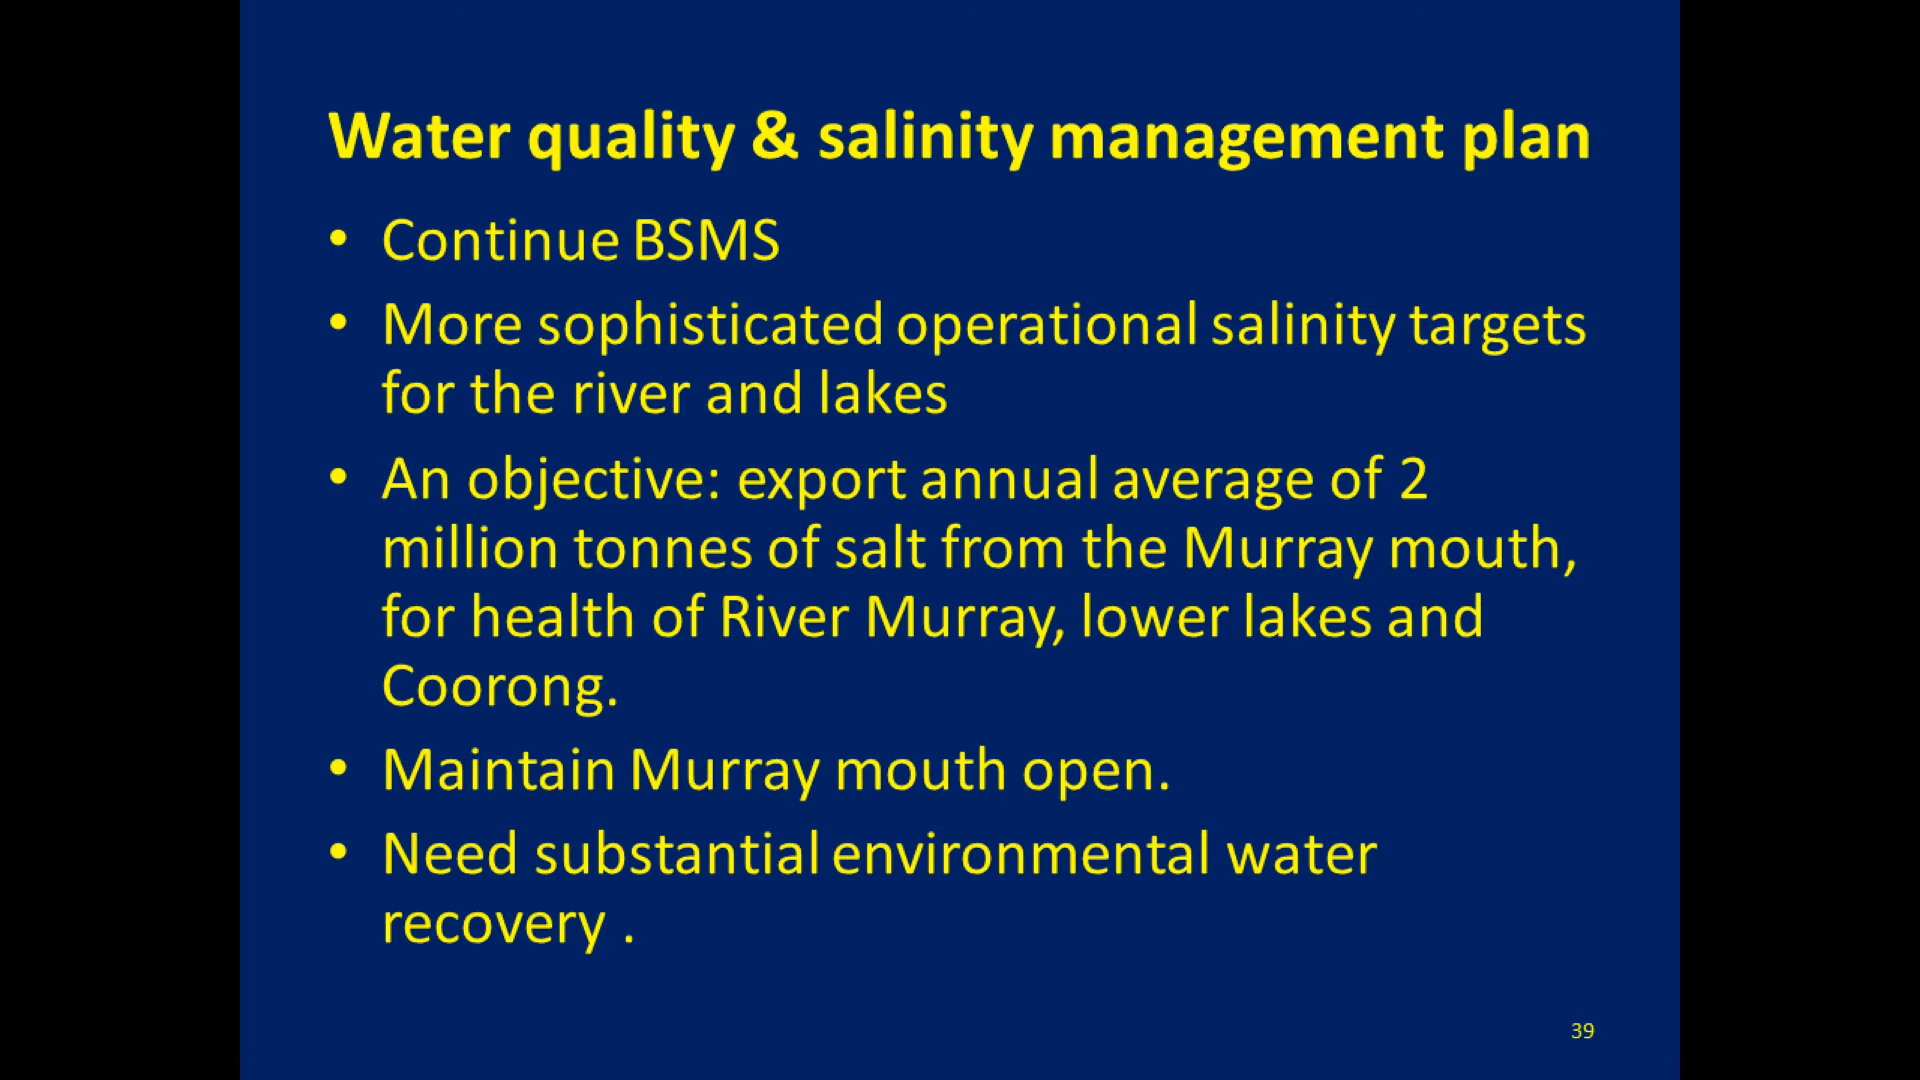 Water quality & salinity management plan
• Continue BSMS
• More sophisticated operational salinity targets
for the river and lakes
• An objective: export annual average of 2
million tonnes of salt from the Murray mouth,
for health of River Murray, lower lakes and
Coorong.
• Maintain Murray mouth open.
• Need substantial environmental water
recovery .
39